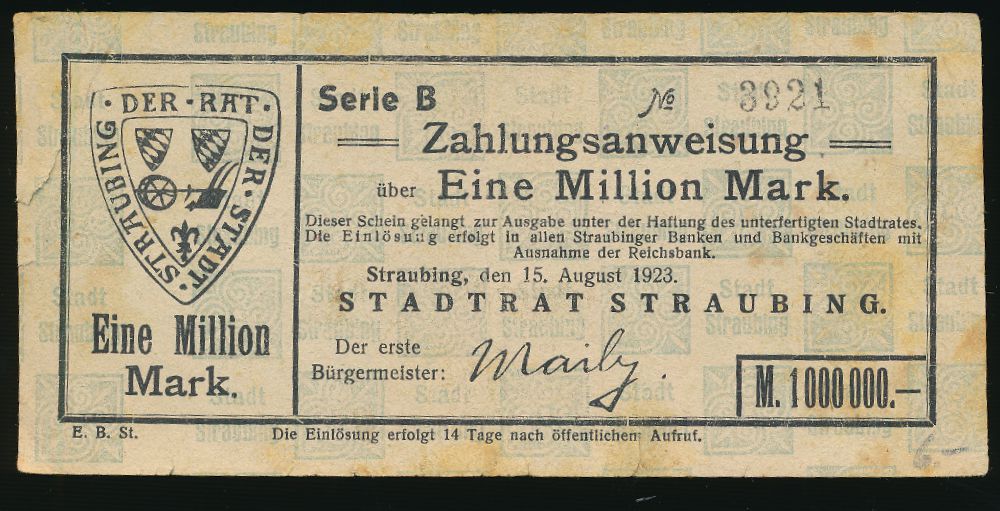 · DER · RAT · DER · STADT · STRAUBING
Eine Million
Mark.
Serie B № 3921
Zahlungsanweisung
über Eine Million Mark.
Dieser Schein gelangt zur Ausgabe unter der Haftung des unterfertigten Stadtrates.
Die Einlösung erfolgt in allen Straubinger Banken und Bankgeschäften mit
Ausnahme der Reichsbank.
Straubing, den 15. August 1923.
STADTRAT STRAUBING.
Der erste
Bürgermeister:
M. 1000000.—
E. B. St.
Die Einlösung erfolgt 14 Tage nach öffentlichem Aufruf.
Stadt
Straubing